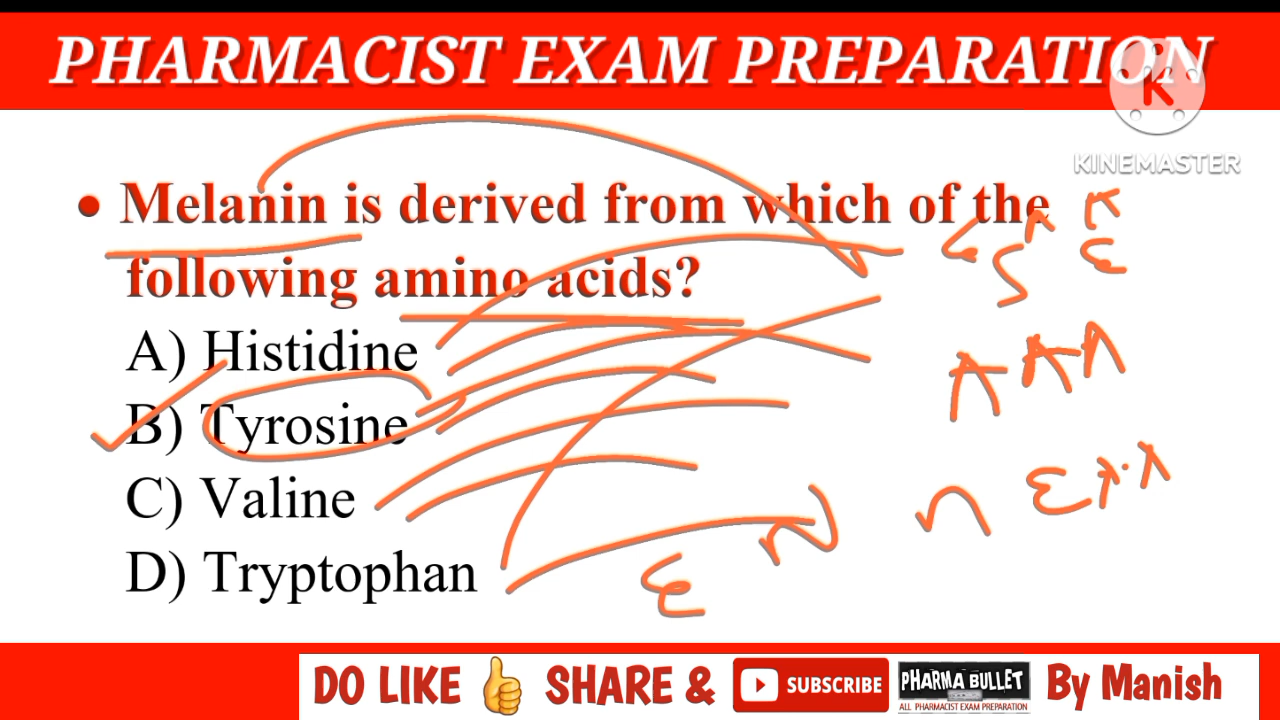 PHARMACIST EXAM PREPARATION
K
KINEMASTER
• Melanin is derived from which of the
following amino acids?
A) Histidine
B) Tyrosine
C) Valine
D) Tryptophan
DO LIKE 👍 SHARE & SUBSCRIBE PHARMA BULLET By Manish
ALL PHARMACIST EXAM PREPARATION